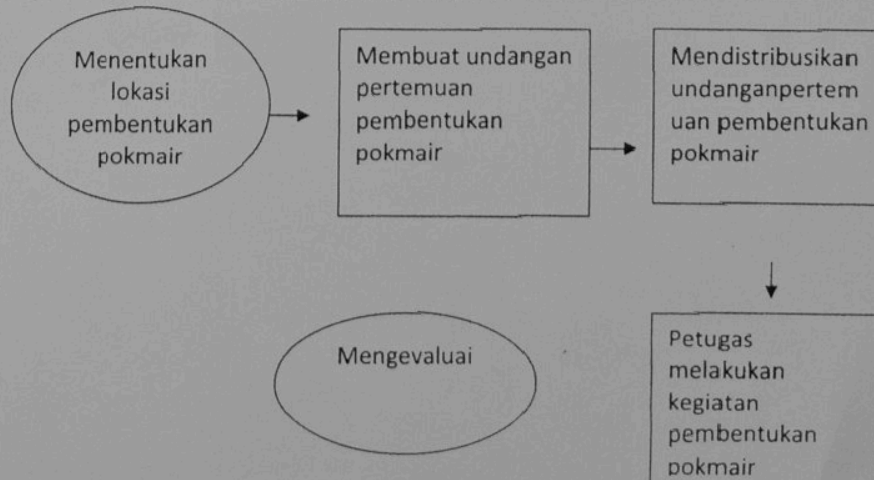 Menentukan
lokasi
pembentukan
pokmair
Membuat undangan
pertemuan
pembentukan
pokmair
Mendistribusikan
undanganpertem
uan pembentukan
pokmair
Petugas
melakukan
kegiatan
pembentukan
pokmair
Mengevaluai